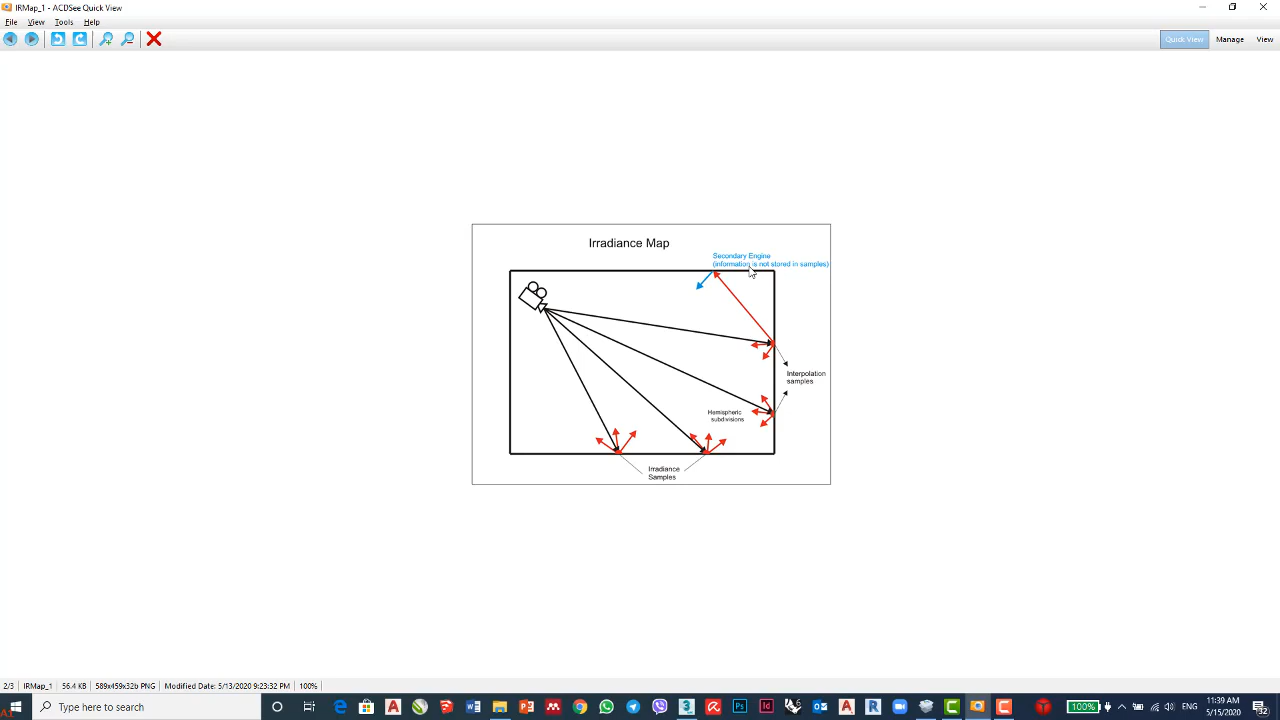 IRMap_1 - ACDSee Quick View
File View Tools Help
Quick View Manage View
Irradiance Map
Secondary Engine
(information is not stored in samples)
Interpolation
samples
Hemispheric
subdivisions
Irradiance
Samples
2/3 IRMap_1 56.4 KB 589x459x32b PNG Modified Date: 5/13/2020 9:23:32 PM 100%
Type here to search
100%
11:39 AM
5/15/2020